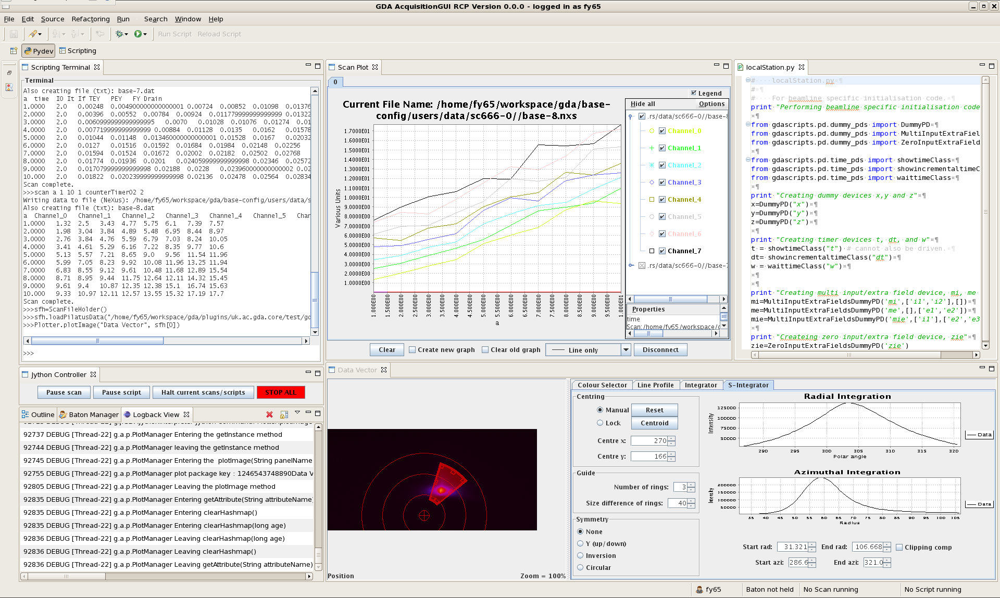 GDA AcquisitionGUI RCP Version 0.0.0 - logged in as fy65
File Edit Source Refactoring Run Search Window Help
Run Script Reload Script
Pydev Scripting
Scripting Terminal
Terminal
Also creating file (txt): base-7.dat
a time IO It If TEY PEY FY Drain
1.0000 2.0 0.00248 0.0049000000000000001 0.00724 0.00852 0.01098 0.01376
2.0000 2.0 0.00396 0.00552 0.00784 0.00924 0.011779999999999999 0.01322
3.0000 2.0 0.0060999999999999995 0.0070 0.01028 0.01076 0.01274 0.01
4.0000 2.0 0.0077199999999999999 0.00884 0.01128 0.0135 0.0162 0.01578
5.0000 2.0 0.01044 0.01148 0.013460000000000001 0.01528 0.0167 0.02032
6.0000 2.0 0.0127 0.01516 0.01592 0.01684 0.01984 0.02148 0.02256
7.0000 2.0 0.01594 0.01524 0.01672 0.02002 0.02182 0.02502 0.02768
8.0000 2.0 0.01774 0.01936 0.0201 0.024059999999999998 0.02346 0.02572
9.0000 2.0 0.017079999999999998 0.02188 0.0228 0.023960000000000002 0.02
10.000 2.0 0.01822 0.020239999999999998 0.02136 0.02478 0.02564 0.02834
Scan complete.
>>>scan a 1 10 1 counterTimer02 2
Writing data to file (NeXus): /home/fy65/workspace/gda/base-config/users/data/s
Also creating file (txt): base-8.dat
a Channel_0 Channel_1 Channel_2 Channel_3 Channel_4 Channel_5 Char
1.0000 1.32 2.5 3.43 4.77 5.75 6.1 7.39 7.57
2.0000 1.98 3.04 3.84 4.89 5.48 6.95 8.44 8.97
3.0000 2.76 3.84 4.76 5.59 6.79 7.03 8.24 10.05
4.0000 3.41 4.61 5.29 6.16 7.22 8.35 9.77 10.6
5.0000 5.13 5.57 7.21 8.65 9.0 9.56 11.54 11.96
6.0000 5.99 7.05 8.23 9.92 10.08 11.96 13.25 11.94
7.0000 6.83 8.55 9.12 9.61 10.48 11.68 12.89 15.54
8.0000 8.71 8.95 9.44 11.75 12.64 12.11 14.32 15.45
9.0000 9.61 9.4 10.87 12.35 12.38 15.1 16.74 15.63
10.000 9.33 10.97 12.11 12.57 13.55 15.32 17.19 17.7
Scan complete.
>>>sfh=ScanFileHolder()
>>>sfh.loadPilatusData("/home/fy65/workspace/gda/plugins/uk.ac.gda.core/test/gd
>>>Plotter.plotImage("Data Vector", sfh[0])
>>>
Scan Plot
0
Legend
Current File Name: /home/fy65/workspace/gda/base-
config/users/data/sc666-0//base-8.nxs
Various Units
1.7000E01
1.6000E01
1.5000E01
1.4000E01
1.3000E01
1.2000E01
1.1000E01
1.0000E01
9.0000E00
8.0000E00
7.0000E00
6.0000E00
5.0000E00
4.0000E00
3.0000E00
2.0000E00
1.0000E00
1.000E00 1.500E00 2.000E00 2.500E00 3.000E00 3.500E00 4.000E00 4.500E00 5.000E00 5.500E00 6.000E00 6.500E00 7.000E00 7.500E00 8.000E00 8.500E00 9.000E00 9.500E00 1.000E01
a
Hide all Options
.rs/data/sc666-0//base-8
Channel_0
Channel_1
Channel_2
Channel_3
Channel_4
Channel_5
Channel_6
Channel_7
.rs/data/sc666-0//base-7
Properties
time
Scan:/home/fy65/workspace/g
Clear Create new graph Clear old graph Line only Disconnect
localStation.py
# localStation.py
#
# For beamline specific initialisation code.
print "Performing beamline specific initialisation code
from gdascripts.pd.dummy_pds import DummyPD
from gdascripts.pd.dummy_pds import MultiInputExtraFiel
from gdascripts.pd.dummy_pds import ZeroInputExtraField
from gdascripts.pd.time_pds import showtimeClass
from gdascripts.pd.time_pds import showincrementaltimeC
from gdascripts.pd.time_pds import waittimeClass
print "Creating dummy devices x,y and z"
x=DummyPD("x")
y=DummyPD("y")
z=DummyPD("z")
print "Creating timer devices t, dt, and w"
t = showtimeClass("t") # cannot also be driven.
dt= showincrementaltimeClass("dt")
w = waittimeClass("w")
print "Creating multi input/extra field device, mi, me
mi=MultiInputExtraFieldsDummyPD('mi',['i1','i2'],[])
me=MultiInputExtraFieldsDummyPD('me',[],['e1','e2'])
mie=MultiInputExtraFieldsDummyPD('mie',['i1'],['e2','e3
print "Createing zero input/extra field device, zie"
zie=ZeroInputExtraFieldsDummyPD('zie')
Jython Controller
Pause scan Pause script Halt current scans/scripts STOP ALL
Outline Baton Manager Logback View
92737 DEBUG [Thread-22] g.a.p.PlotManager Entering the getInstance method
92744 DEBUG [Thread-22] g.a.p.PlotManager leaving the getInstance method
92745 DEBUG [Thread-22] g.a.p.PlotManager Entering the plotImage(String panelName
92755 DEBUG [Thread-22] g.a.p.PlotManager plot package key : 1246543748890Data V
92805 DEBUG [Thread-22] g.a.p.PlotManager Leaving the plotImage method
92835 DEBUG [Thread-22] g.a.p.PlotManager Entering getAttribute(String attributeName)
92835 DEBUG [Thread-22] g.a.p.PlotManager Entering clearHashmap()
92835 DEBUG [Thread-22] g.a.p.PlotManager Entering clearHashmap(long age)
92836 DEBUG [Thread-22] g.a.p.PlotManager Leaving clearHashmap(long age)
92836 DEBUG [Thread-22] g.a.p.PlotManager Leaving clearHashmap()
92836 DEBUG [Thread-22] g.a.p.PlotManager Leaving getAttribute(String attributeName)
Data Vector
Position Zoom = 100%
Colour Selector Line Profile Integrator S-Integrator
Centring
Manual Reset
Lock Centroid
Centre x: 270
Centre y: 166
Guide
Number of rings: 3
Size difference of rings: 40
Symmetry
None
Y (up/down)
Inversion
Circular
Radial Integration
Intensity
125000
100000
75000
50000
290 295 300 305 310 315 320
Polar angle
Data
Azimuthal Integration
Intensity
200000
150000
100000
50000
35 40 45 50 55 60 65 70 75 80 85 90 95 100 105
Radius
Data
Start rad: 31.321 End rad: 106.668 Clipping comp
Start azi: 286.6 End azi: 321.0
fy65 Baton not held No Scan running No Script running